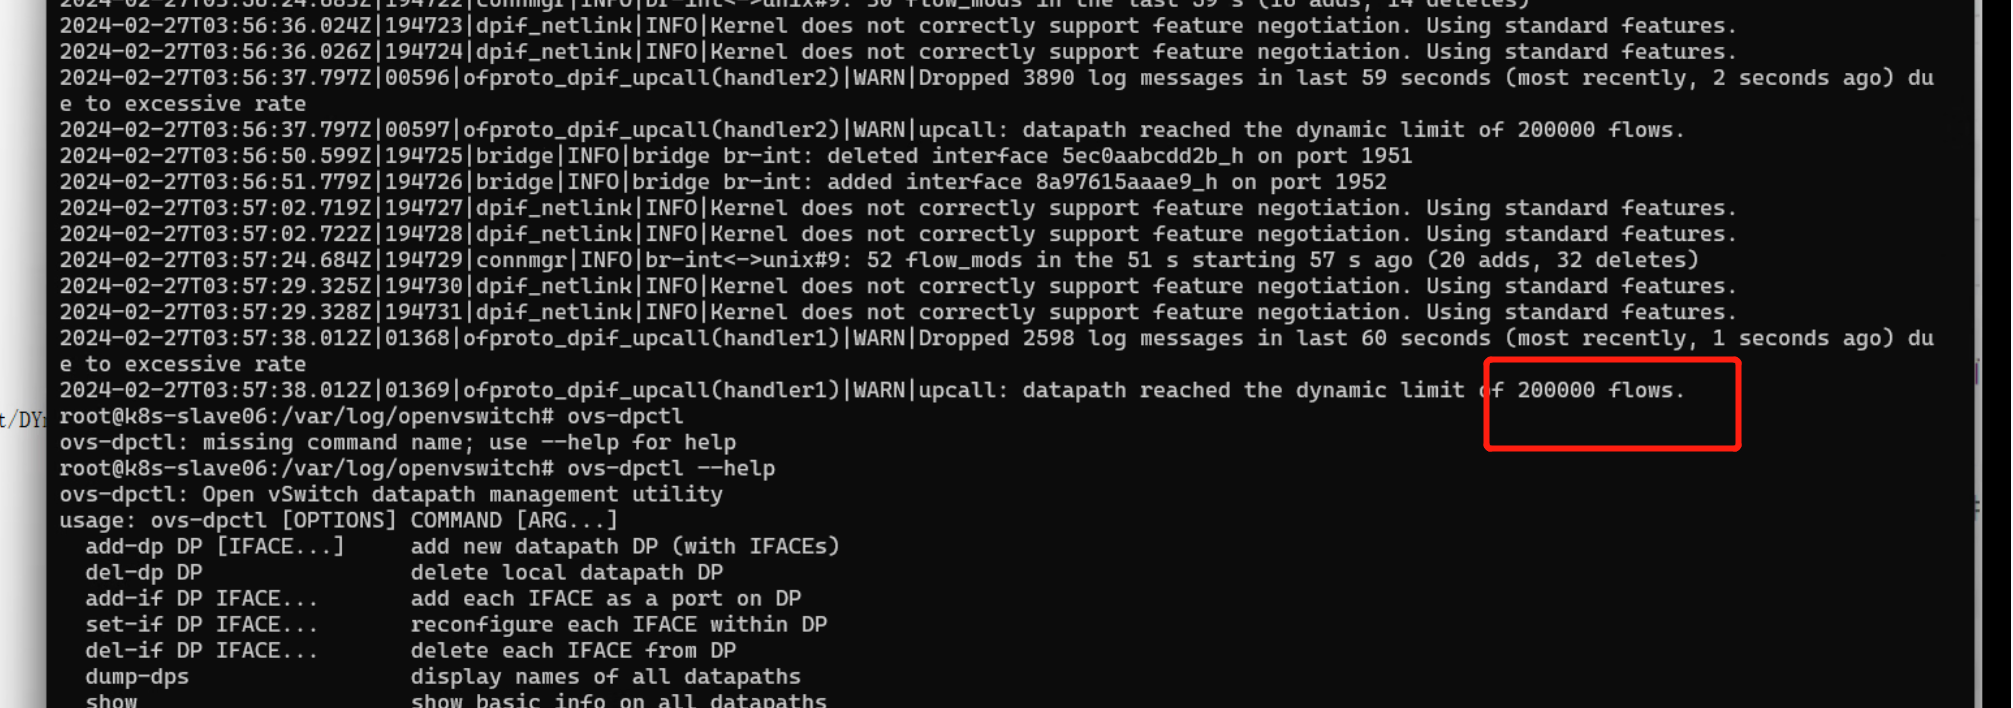 2024-02-27T03:56:24.683Z|194722|connmgr|INFO|br-int<->unix#9: 50 flow_mods in the last 59 s (16 adds, 14 deletes)
2024-02-27T03:56:36.024Z|194723|dpif_netlink|INFO|Kernel does not correctly support feature negotiation. Using standard features.
2024-02-27T03:56:36.026Z|194724|dpif_netlink|INFO|Kernel does not correctly support feature negotiation. Using standard features.
2024-02-27T03:56:37.797Z|00596|ofproto_dpif_upcall(handler2)|WARN|Dropped 3890 log messages in last 59 seconds (most recently, 2 seconds ago) du
e to excessive rate
2024-02-27T03:56:37.797Z|00597|ofproto_dpif_upcall(handler2)|WARN|upcall: datapath reached the dynamic limit of 200000 flows.
2024-02-27T03:56:50.599Z|194725|bridge|INFO|bridge br-int: deleted interface 5ec0aabcdd2b_h on port 1951
2024-02-27T03:56:51.779Z|194726|bridge|INFO|bridge br-int: added interface 8a97615aaae9_h on port 1952
2024-02-27T03:57:02.719Z|194727|dpif_netlink|INFO|Kernel does not correctly support feature negotiation. Using standard features.
2024-02-27T03:57:02.722Z|194728|dpif_netlink|INFO|Kernel does not correctly support feature negotiation. Using standard features.
2024-02-27T03:57:24.684Z|194729|connmgr|INFO|br-int<->unix#9: 52 flow_mods in the 51 s starting 57 s ago (20 adds, 32 deletes)
2024-02-27T03:57:29.325Z|194730|dpif_netlink|INFO|Kernel does not correctly support feature negotiation. Using standard features.
2024-02-27T03:57:29.328Z|194731|dpif_netlink|INFO|Kernel does not correctly support feature negotiation. Using standard features.
2024-02-27T03:57:38.012Z|01368|ofproto_dpif_upcall(handler1)|WARN|Dropped 2598 log messages in last 60 seconds (most recently, 1 seconds ago) du
e to excessive rate
2024-02-27T03:57:38.012Z|01369|ofproto_dpif_upcall(handler1)|WARN|upcall: datapath reached the dynamic limit of 200000 flows.
root@k8s-slave06:/var/log/openvswitch# ovs-dpctl
t/DY
ovs-dpctl: missing command name; use --help for help
root@k8s-slave06:/var/log/openvswitch# ovs-dpctl --help
ovs-dpctl: Open vSwitch datapath management utility
usage: ovs-dpctl [OPTIONS] COMMAND [ARG...]
add-dp DP [IFACE...] add new datapath DP (with IFACEs)
del-dp DP delete local datapath DP
add-if DP IFACE... add each IFACE as a port on DP
set-if DP IFACE... reconfigure each IFACE within DP
del-if DP IFACE... delete each IFACE from DP
dump-dps display names of all datapaths
show show basic info on all datapaths